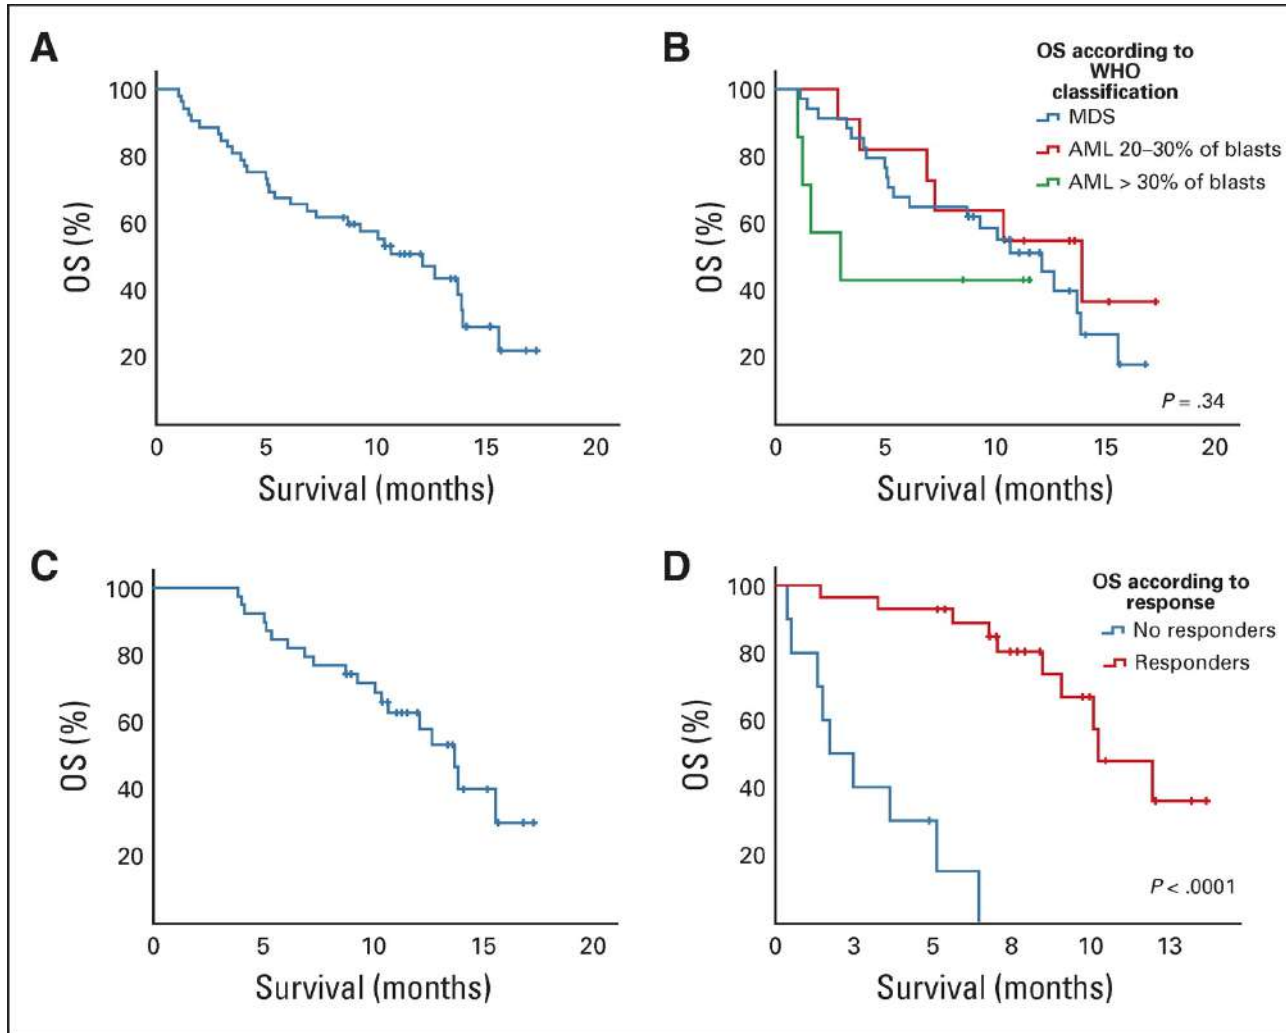 A
100
80
60
40
20
0
5
10
15
20
OS (%)
Survival (months)
B
OS according to
WHO
classification
MDS
AML 20–30% of blasts
AML > 30% of blasts
100
80
60
40
20
0
5
10
15
20
OS (%)
P = .34
Survival (months)
C
100
80
60
40
20
0
5
10
15
20
OS (%)
Survival (months)
D
OS according to
response
No responders
Responders
100
80
60
40
20
0
3
5
8
10
13
OS (%)
P < .0001
Survival (months)